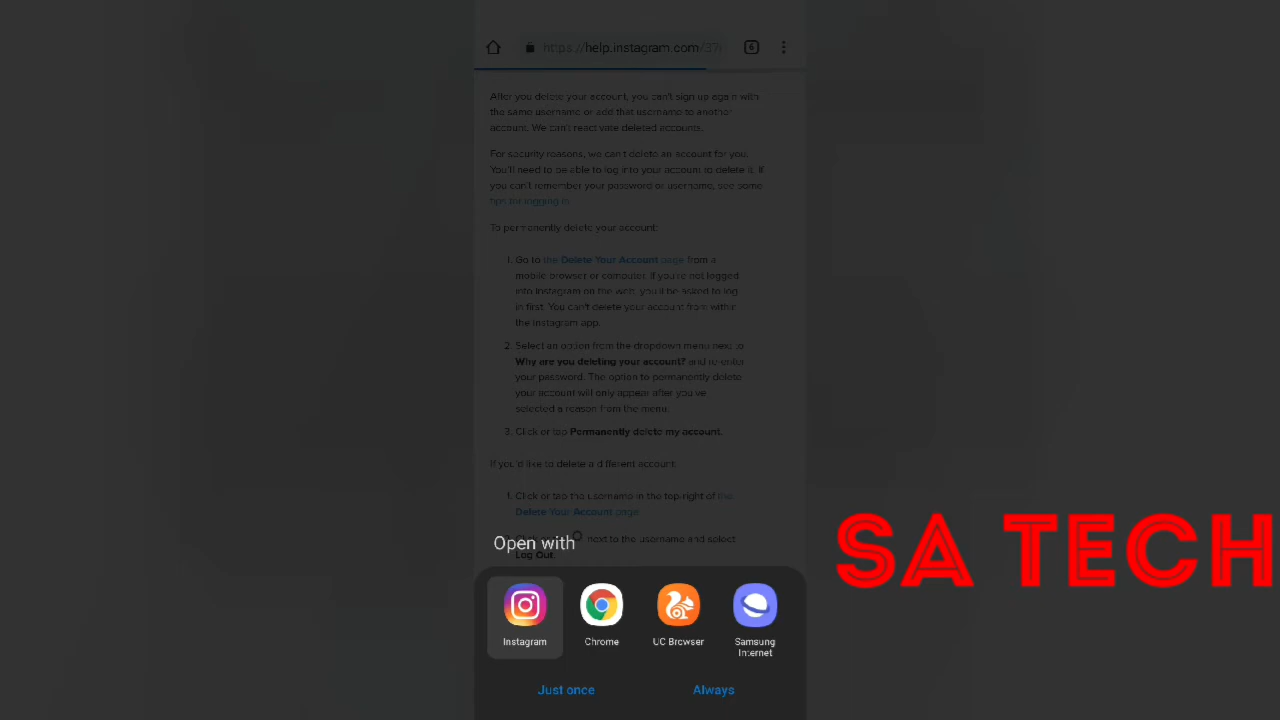 https://help.instagram.com/37
6
After you delete your account, you can't sign up again with
the same username or add that username to another
account. We can't reactivate deleted accounts.
For security reasons, we can't delete an account for you.
You'll need to be able to log into your account to delete it. If
you can't remember your password or username, see some
tips for logging in
To permanently delete your account:
1. Go to the Delete Your Account page from a
mobile browser or computer. If you're not logged
into Instagram on the web, you'll be asked to log
in first. You can't delete your account from within
the Instagram app.
2. Select an option from the dropdown menu next to
Why are you deleting your account? and re-enter
your password. The option to permanently delete
your account will only appear after you've
selected a reason from the menu.
3. Click or tap Permanently delete my account.
If you'd like to delete a different account:
1. Click or tap the username in the top-right of the
Delete Your Account page
next to the username and select
Log Out.
Open with
Instagram
Chrome
UC Browser
Samsung
Internet
Just once
Always
SA TECH